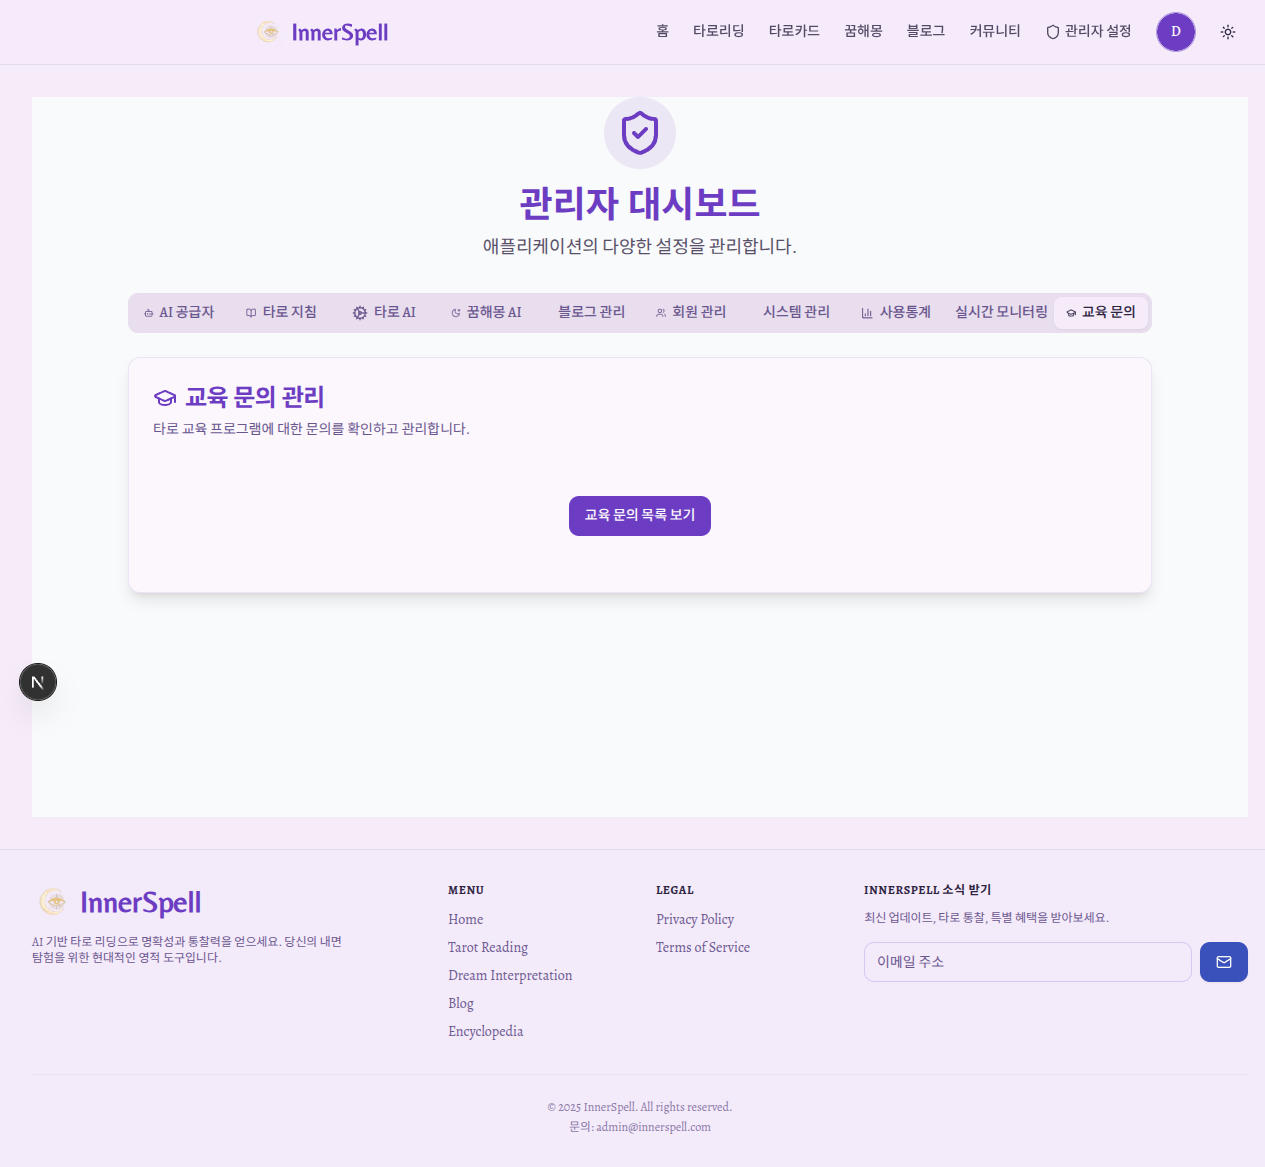 InnerSpell
홈 타로리딩 타로카드 꿈해몽 블로그 커뮤니티 관리자 설정 D
관리자 대시보드
애플리케이션의 다양한 설정을 관리합니다.
AI 공급자 타로 지침 타로 AI 꿈해몽 AI 블로그 관리 회원 관리 시스템 관리 사용통계 실시간 모니터링 교육 문의
교육 문의 관리
타로 교육 프로그램에 대한 문의를 확인하고 관리합니다.
교육 문의 목록 보기
N
InnerSpell
AI 기반 타로 리딩으로 명확성과 통찰력을 얻으세요. 당신의 내면
탐험을 위한 현대적인 영적 도구입니다.
MENU
Home
Tarot Reading
Dream Interpretation
Blog
Encyclopedia
LEGAL
Privacy Policy
Terms of Service
INNERSPELL 소식 받기
최신 업데이트, 타로 통찰, 특별 혜택을 받아보세요.
이메일 주소
© 2025 InnerSpell. All rights reserved.
문의: admin@innerspell.com